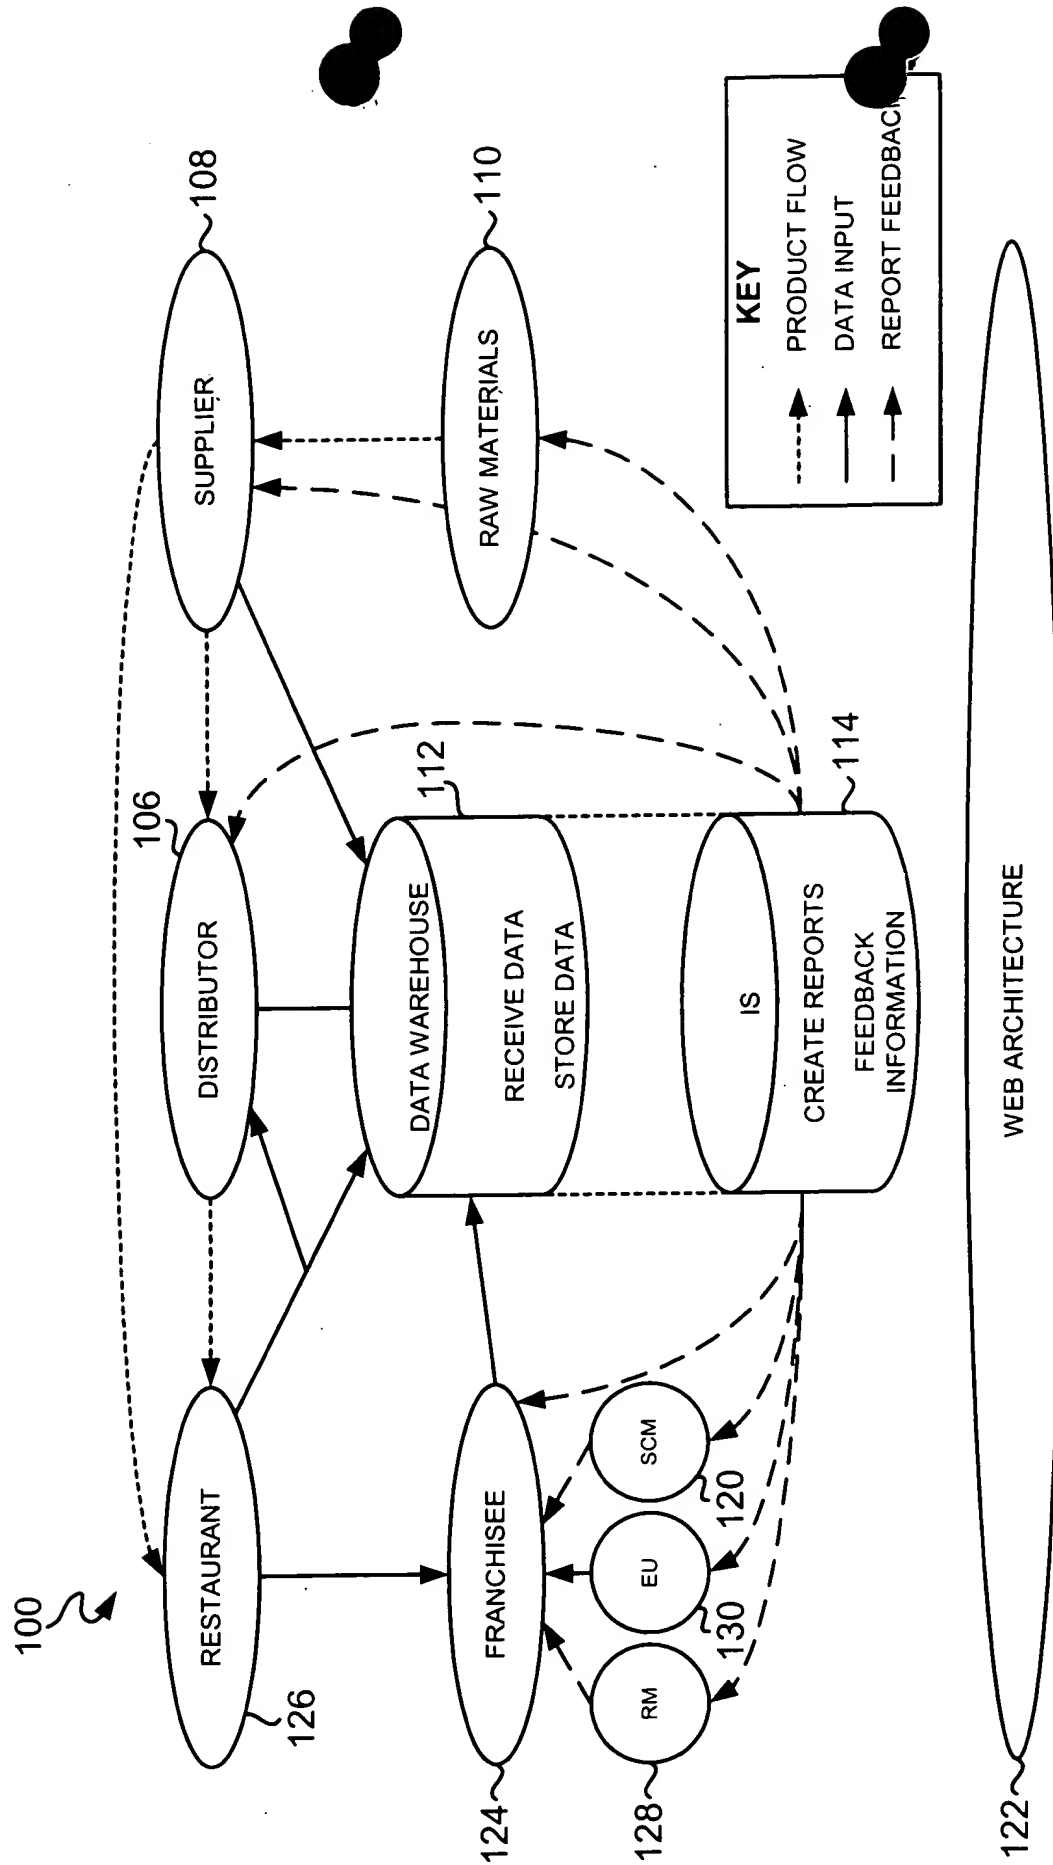 100
RESTAURANT
126
DISTRIBUTOR
106
SUPPLIER
108
FRANCHISEE
124
DATA WAREHOUSE
RECEIVE DATA
STORE DATA
112
RAW MATERIALS
110
RM
128
EU
130
SCM
120
IS
CREATE REPORTS
FEEDBACK
INFORMATION
114
KEY
PRODUCT FLOW
DATA INPUT
REPORT FEEDBACK
WEB ARCHITECTURE
122